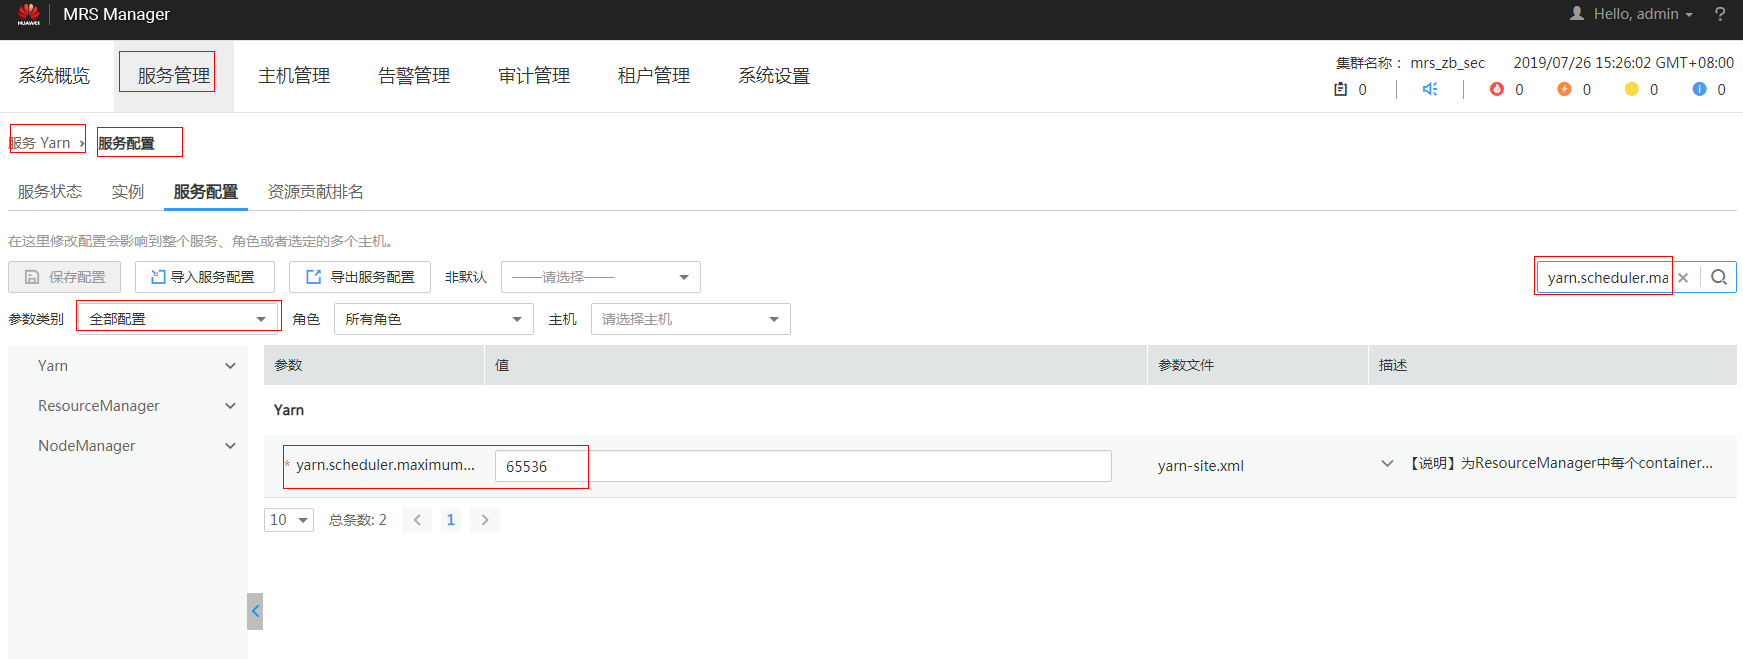 HUAWEI MRS Manager Hello, admin ?
系统概览 服务管理 主机管理 告警管理 审计管理 租户管理 系统设置
集群名称： mrs_zb_sec 2019/07/26 15:26:02 GMT+08:00
0 0 0 0 0
服务 Yarn › 服务配置
服务状态 实例 服务配置 资源贡献排名
在这里修改配置会影响到整个服务、角色或者选定的多个主机。
保存配置 导入服务配置 导出服务配置 非默认 ——请选择—— yarn.scheduler.ma
参数类别 全部配置 角色 所有角色 主机 请选择主机
Yarn
ResourceManager
NodeManager
参数 值 参数文件 描述
Yarn
* yarn.scheduler.maximum... 65536 yarn-site.xml 【说明】为ResourceManager中每个container...
10 总条数: 2 1